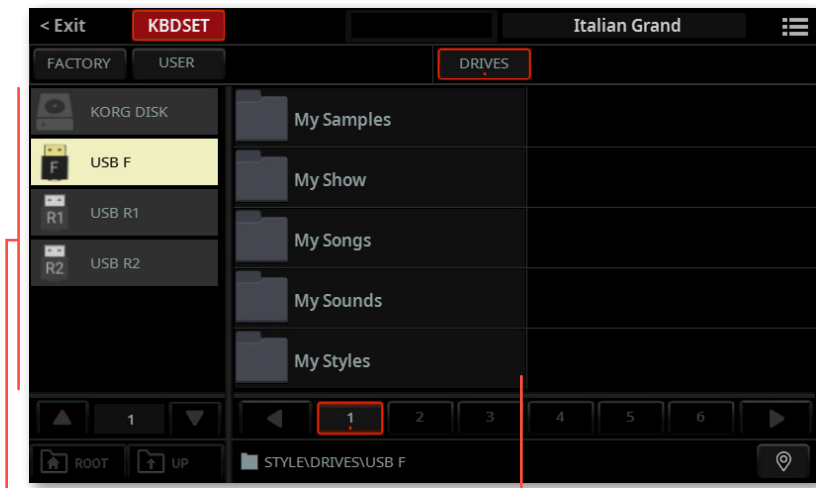 < Exit KBDSET Italian Grand
FACTORY USER DRIVES
KORG DISK
F USB F
R1 USB R1
R2 USB R2
My Samples
My Show
My Songs
My Sounds
My Styles
1 1 2 3 4 5 6
ROOT UP STYLE\DRIVES\USB F